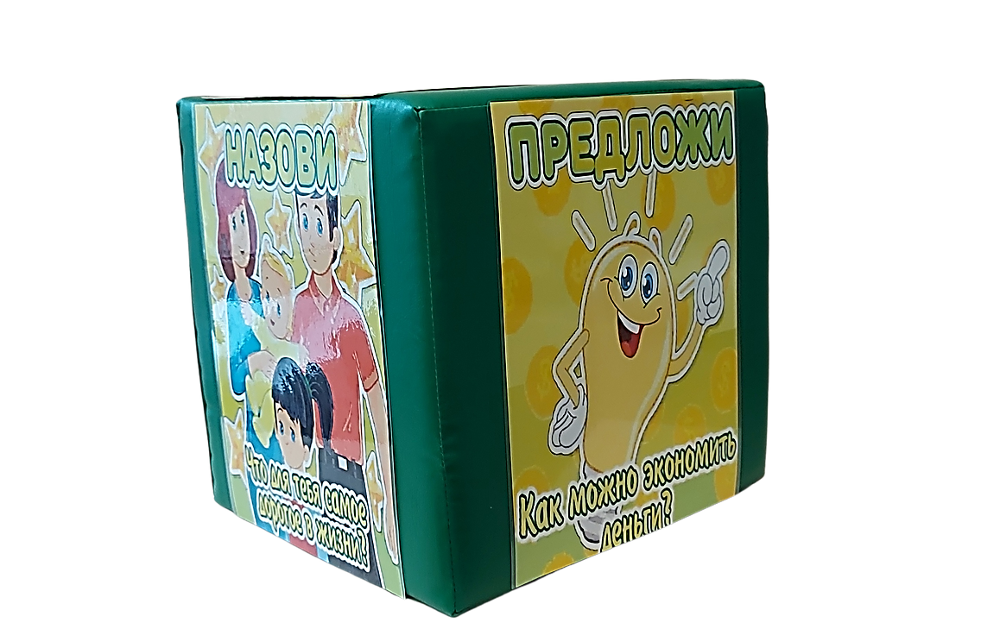 НАЗОВИ
Что для тебя самое
дорогое в жизни?
ПРЕДЛОЖИ
Как можно экономить
деньги?